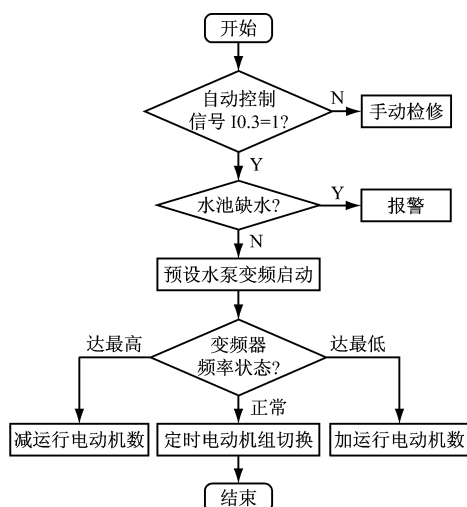 开始
自动控制
信号 I0.3=1?
N
手动检修
Y
水池缺水?
Y
报警
N
预设水泵变频启动
达最高
变频器
频率状态?
达最低
正常
减运行电动机数
定时电动机组切换
加运行电动机数
结束